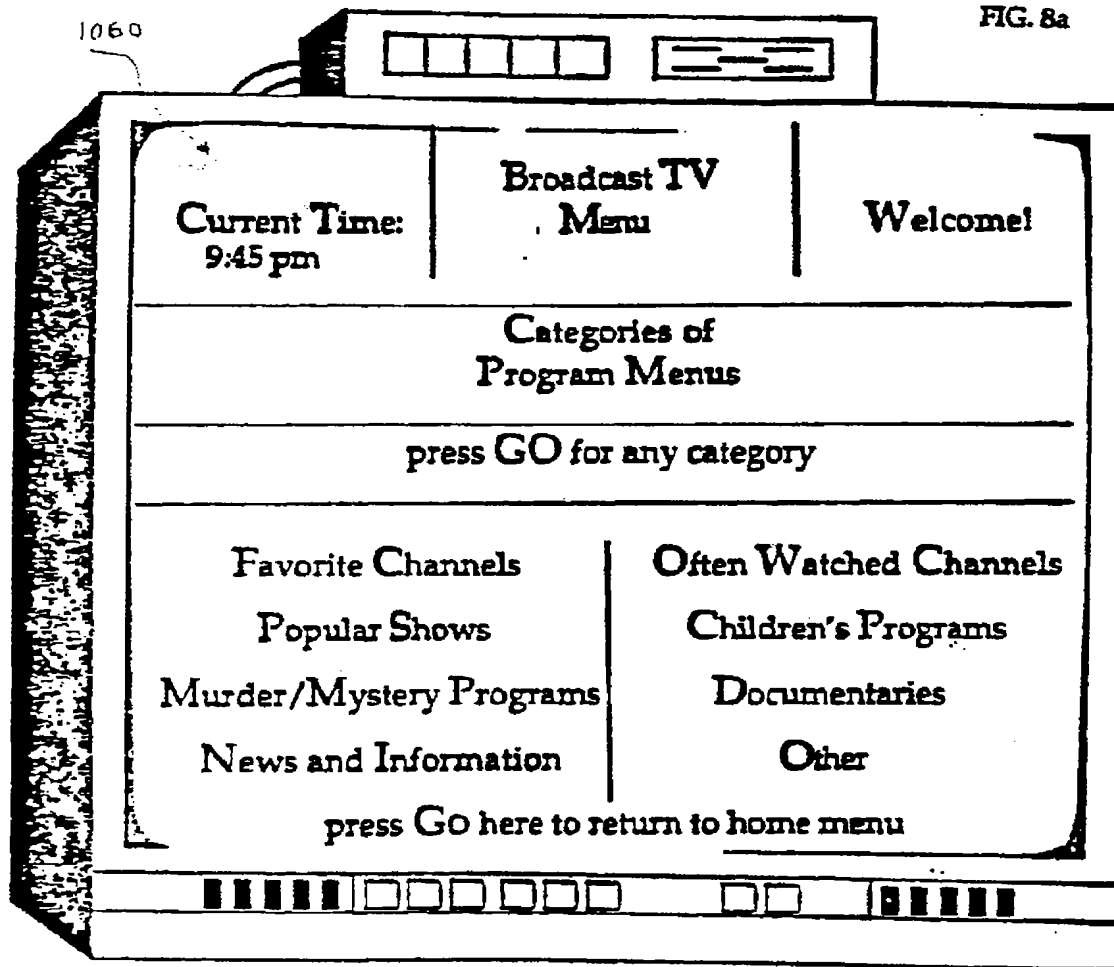 1060
FIG. 8a
Broadcast TV
Menu
Current Time:
9:45 pm
Welcome!
Categories of
Program Menus
press GO for any category
Favorite Channels
Often Watched Channels
Popular Shows
Children's Programs
Murder/Mystery Programs
Documentaries
News and Information
Other
press GO here to return to home menu